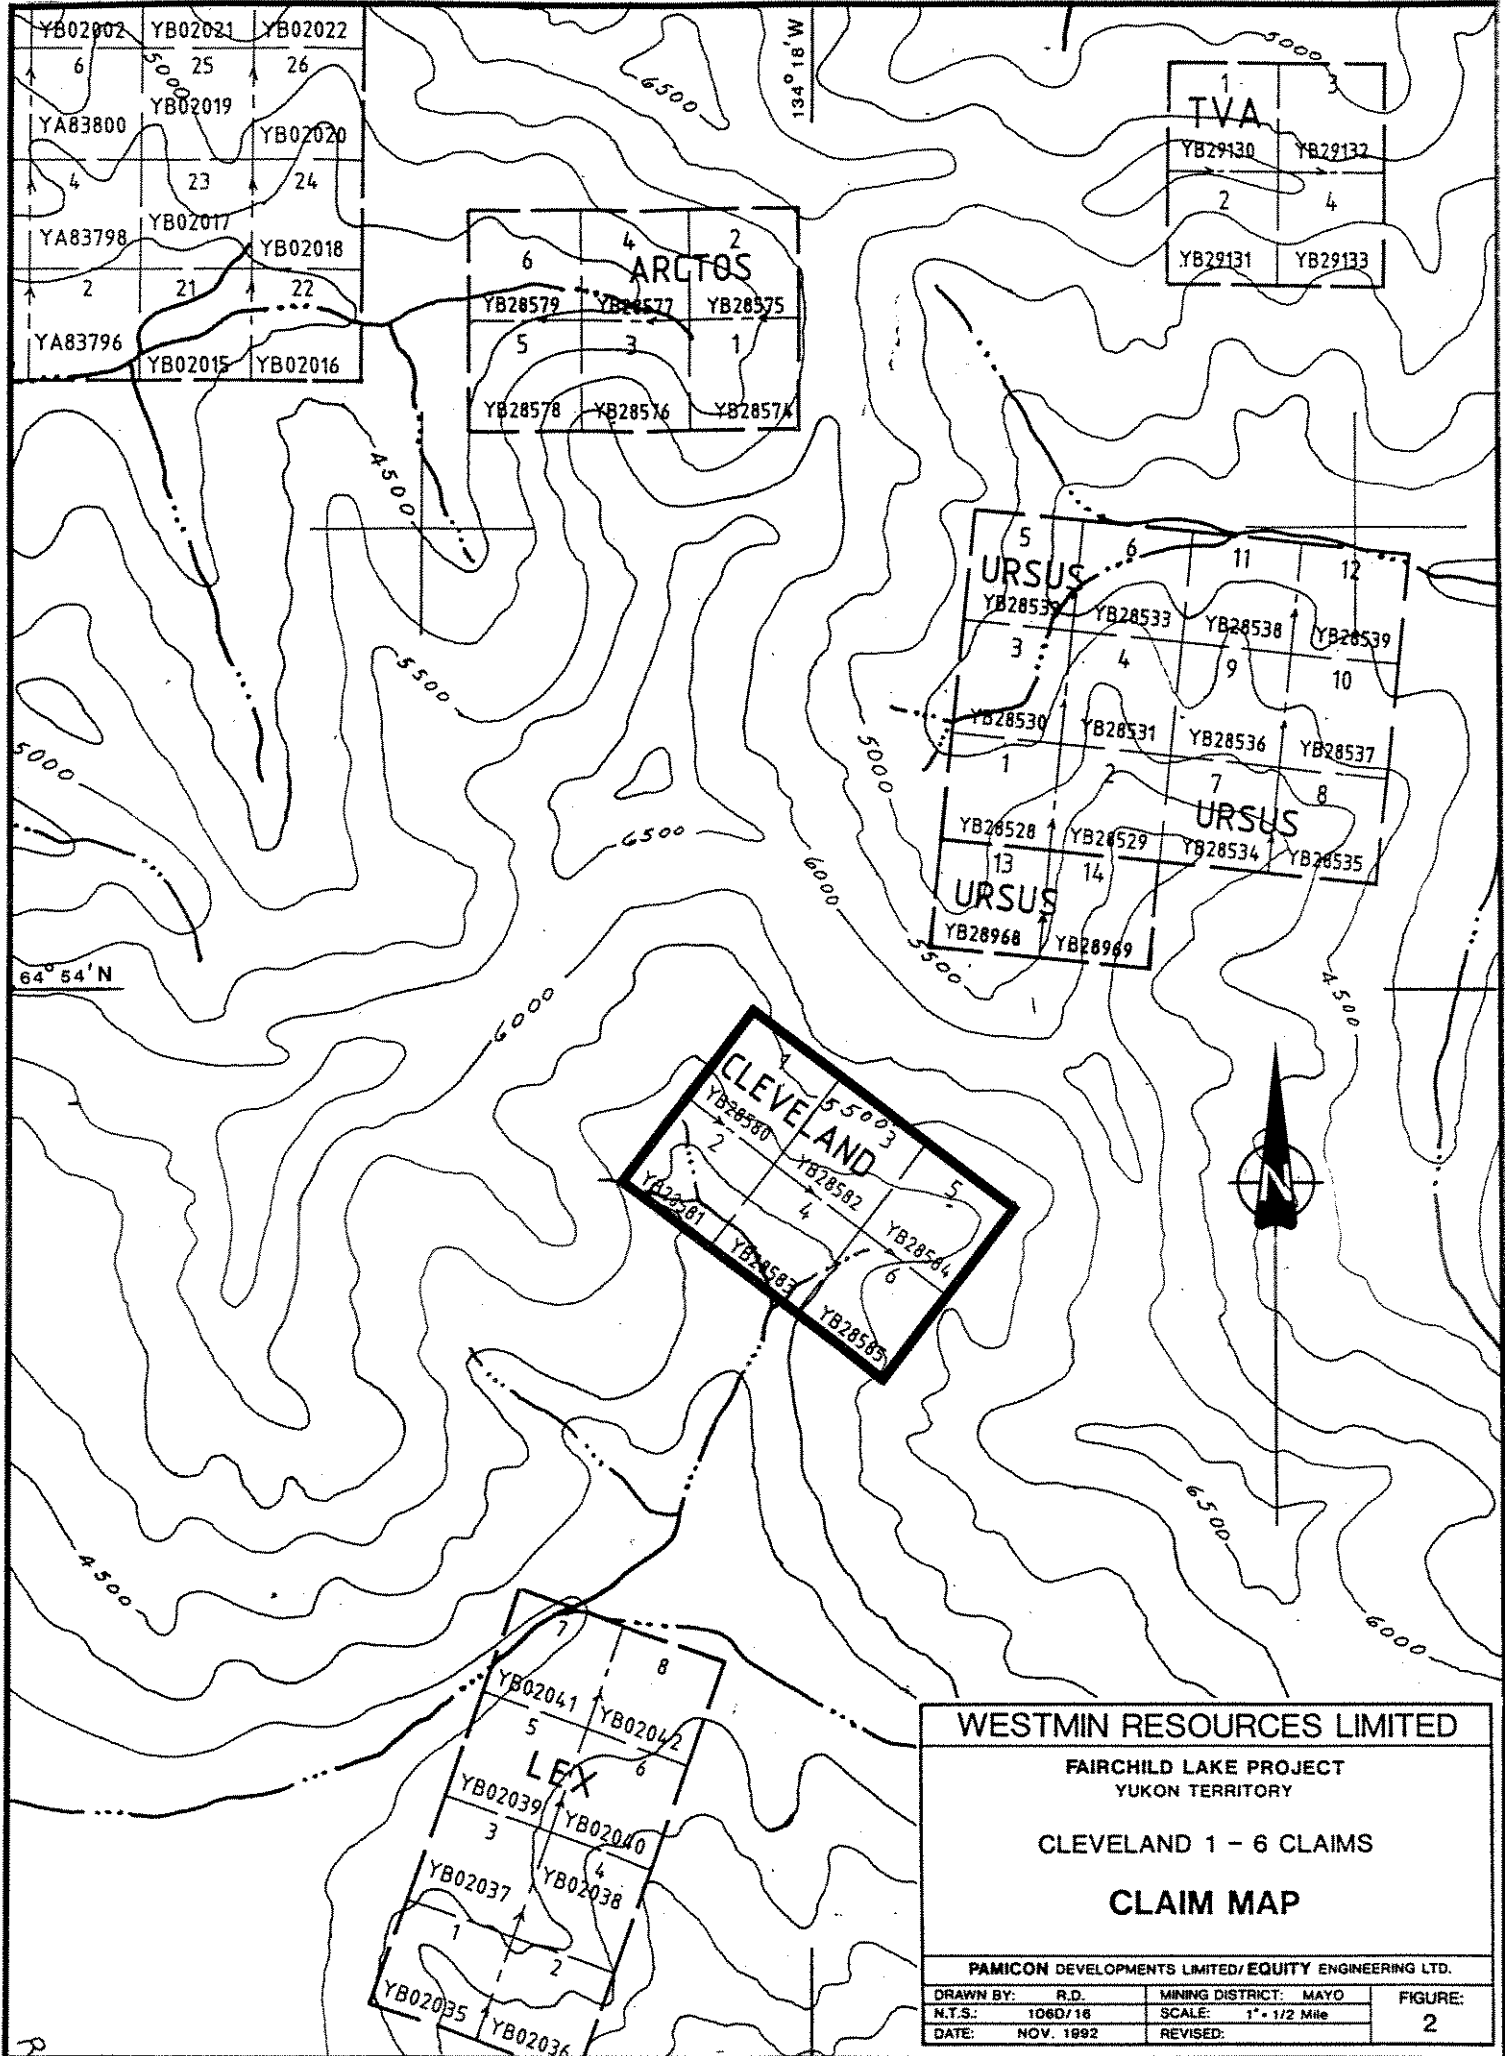 YB02002 YB02021 YB02022
6 25 26
5000
YB02019
YA83800 YB02020
4 23 24
YB02017
YA83798 YB02018
2 21 22
YA83796
YB02015 YB02016
6500
134° 18' W
5000
1 3
TVA
YB29130 YB29132
2 4
YB29131 YB29133
6 4 2
ARCTOS
YB28579 YB28577 YB28575
5 3 1
YB28578 YB28576 YB28574
4500
5500
5000
6500
5 6 11 12
URSUS
YB28533 YB28538 YB28539
3 4 9 10
YB28530 YB28531 YB28536 YB28537
1 2 7 8
URSUS
YB28528 YB28529 YB28534 YB28535
13 14
URSUS
YB28968 YB28969
5000
6000
5500
4500
64° 54' N
6000
1
CLEVELAND
5500
3
YB28580
2
YB28582
5
YB28581
4
YB28584
YB28583
6
YB28585
N
4500
6500
6000
7
8
YB02041 YB02042
5 6
LEX
YB02039 YB02040
3 4
YB02037 YB02038
1 2
YB02035 YB02036
R
WESTMIN RESOURCES LIMITED
FAIRCHILD LAKE PROJECT
YUKON TERRITORY
CLEVELAND 1 - 6 CLAIMS
CLAIM MAP
PAMICON DEVELOPMENTS LIMITED/EQUITY ENGINEERING LTD.
DRAWN BY: R.D. MINING DISTRICT: MAYO FIGURE:
N.T.S.: 106D/16 SCALE: 1"- 1/2 Mile 2
DATE: NOV. 1992 REVISED: